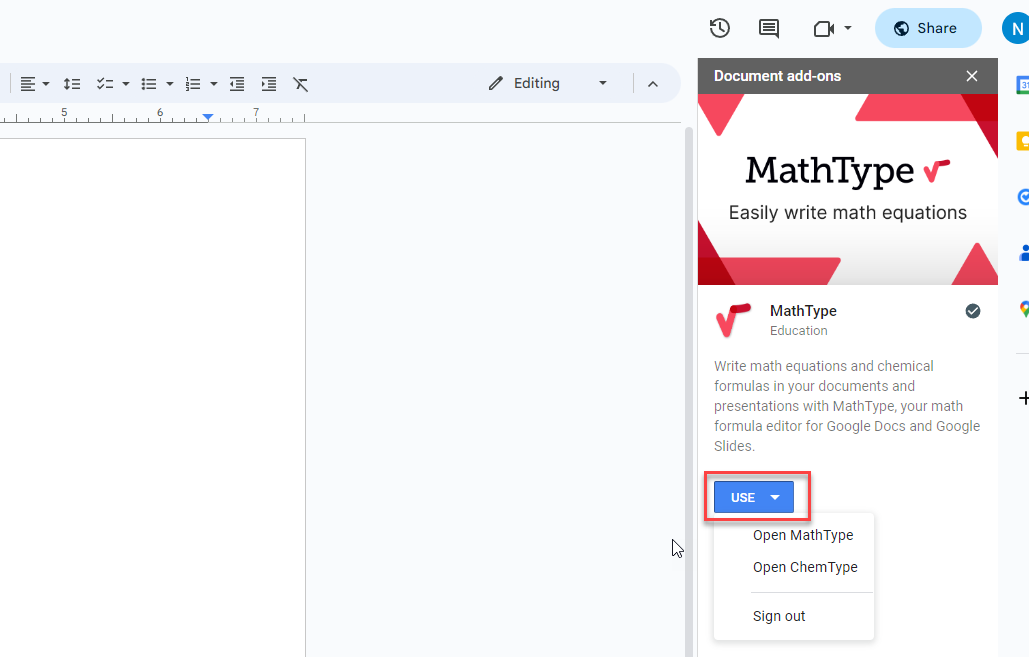 Share
N
Editing
5 6 7
Document add-ons
31
MathType
Easily write math equations
MathType
Education
Write math equations and chemical
formulas in your documents and
presentations with MathType, your math
formula editor for Google Docs and Google
Slides.
USE
Open MathType
Open ChemType
Sign out